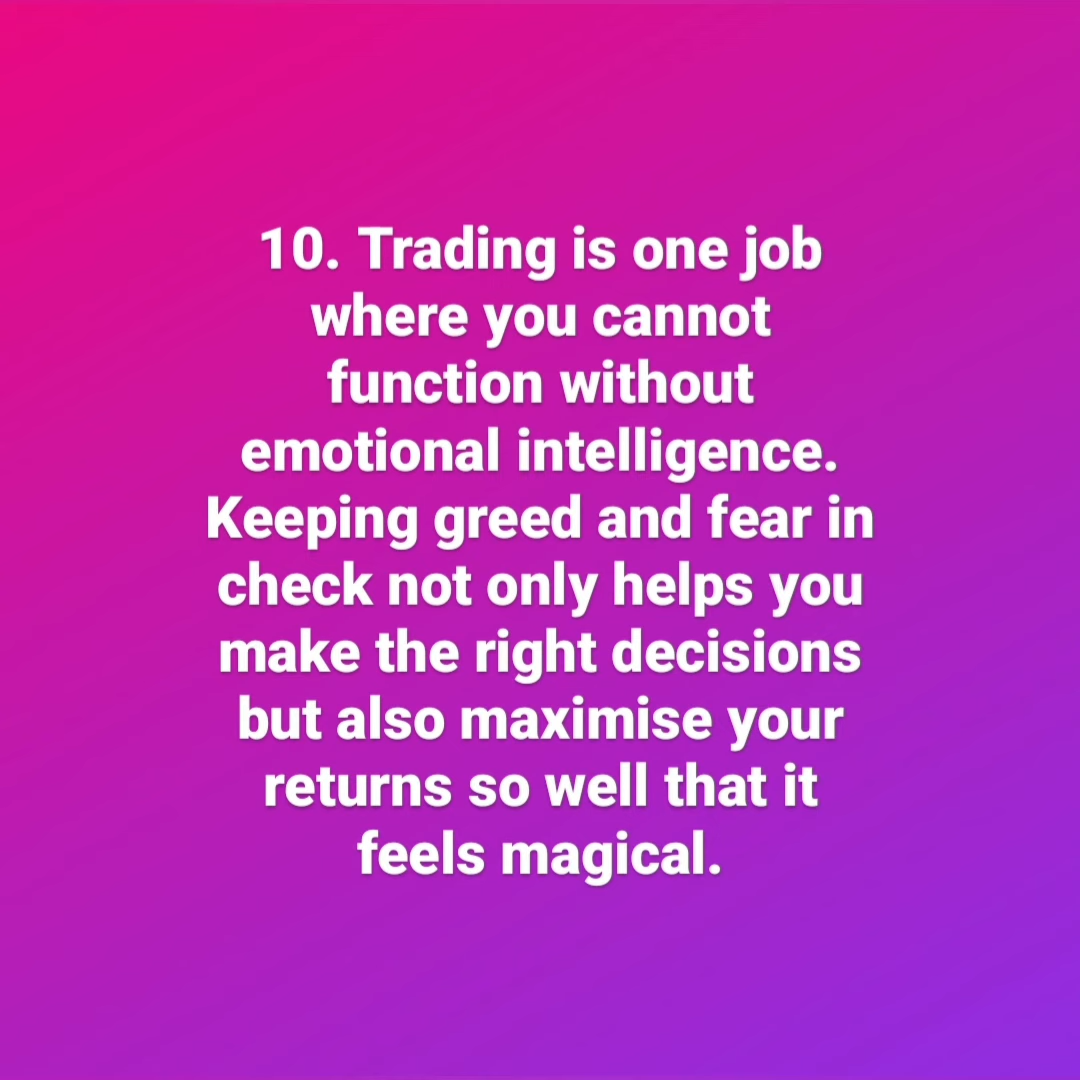 10. Trading is one job
where you cannot
function without
emotional intelligence.
Keeping greed and fear in
check not only helps you
make the right decisions
but also maximise your
returns so well that it
feels magical.